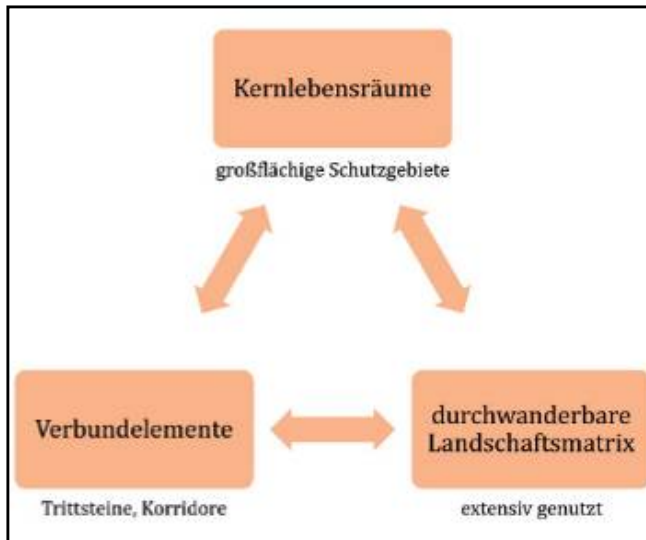 Kernlebensräume
großflächige Schutzgebiete
Verbundelemente
Trittsteine, Korridore
durchwanderbare
Landschaftsmatrix
extensiv genutzt